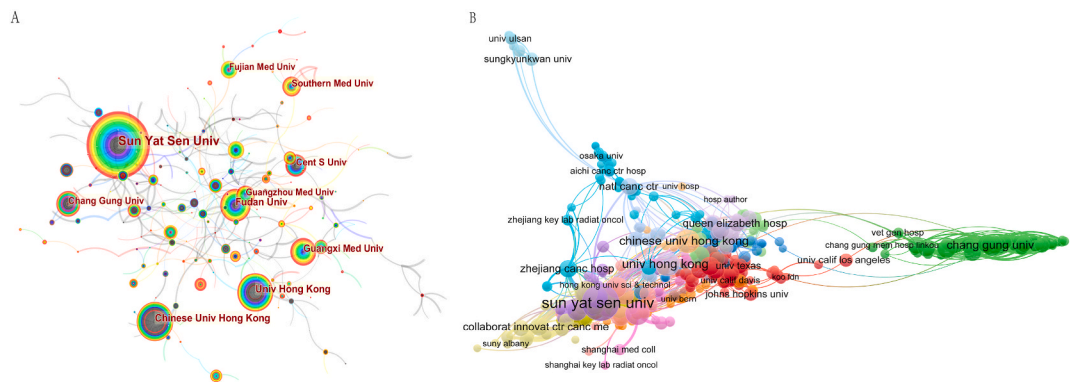 A
Fujian Med Univ
Southern Med Univ
Sun Yat Sen Univ
Cent S Univ
Guangzhou Med Univ
Chang Gung Univ
Fudan Univ
Guangxi Med Univ
Univ Hong Kong
Chinese Univ Hong Kong
B
univ ulsan
sungkyunkwan univ
osaka univ
aichi canc ctr hosp
natl canc ctr
univ hosp
hosp author
zhejiang key lab radiat oncol
queen elizabeth hosp
chinese univ hong kong
vet gen hosp
chang gung mem hosp linkou
chang gung univ
zhejiang canc hosp
univ hong kong
univ texas
univ calif los angeles
hong kong univ sci & technol
univ calif davis
koo fdn
sun yat sen univ
univ bern
johns hopkins univ
collaborat innovat ctr canc me
suny albany
shanghai med coll
shanghai key lab radiat oncol